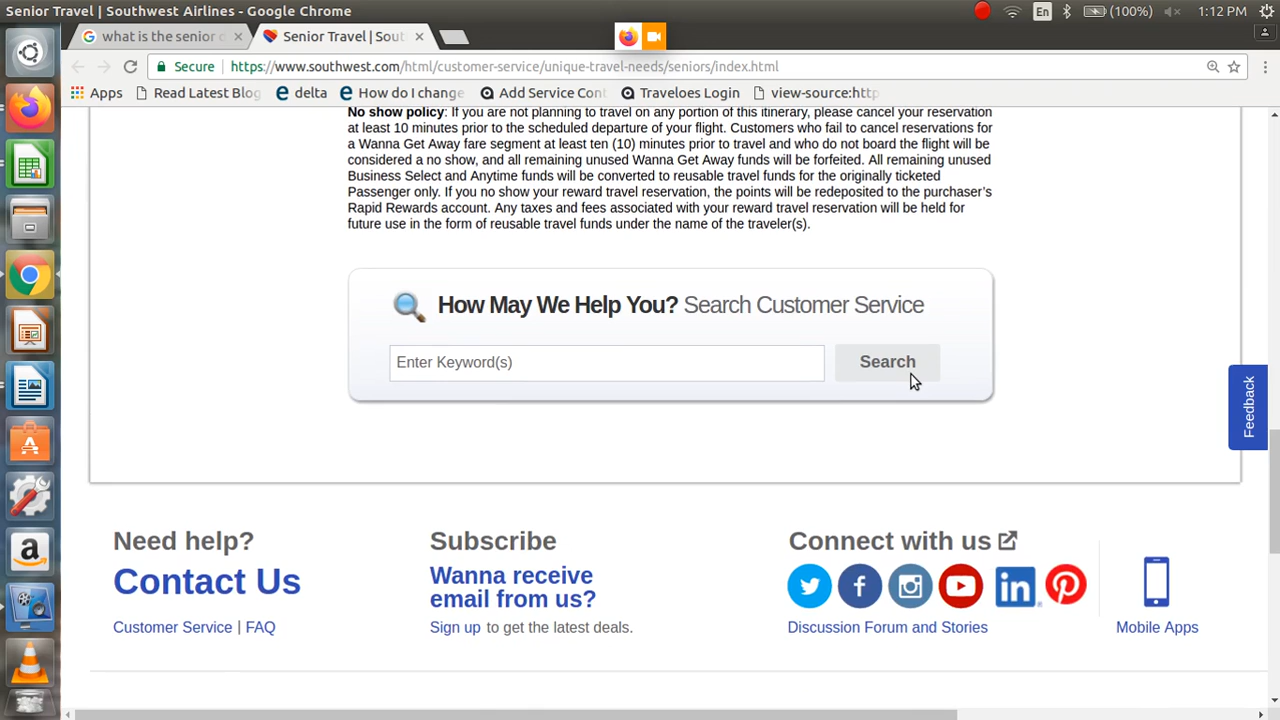 Senior Travel | Southwest Airlines - Google Chrome
En
(100%)
1:12 PM
what is the senior d
Senior Travel | Sout
Secure
https://www.southwest.com/html/customer-service/unique-travel-needs/seniors/index.html
Apps
Read Latest Blog
delta
How do I change
Add Service Cont
Traveloes Login
view-source:http
No show policy: If you are not planning to travel on any portion of this itinerary, please cancel your reservation
at least 10 minutes prior to the scheduled departure of your flight. Customers who fail to cancel reservations for
a Wanna Get Away fare segment at least ten (10) minutes prior to travel and who do not board the flight will be
considered a no show, and all remaining unused Wanna Get Away funds will be forfeited. All remaining unused
Business Select and Anytime funds will be converted to reusable travel funds for the originally ticketed
Passenger only. If you no show your reward travel reservation, the points will be redeposited to the purchaser's
Rapid Rewards account. Any taxes and fees associated with your reward travel reservation will be held for
future use in the form of reusable travel funds under the name of the traveler(s).
How May We Help You? Search Customer Service
Enter Keyword(s)
Search
Feedback
Need help?
Contact Us
Customer Service | FAQ
Subscribe
Wanna receive
email from us?
Sign up to get the latest deals.
Connect with us
Discussion Forum and Stories
Mobile Apps